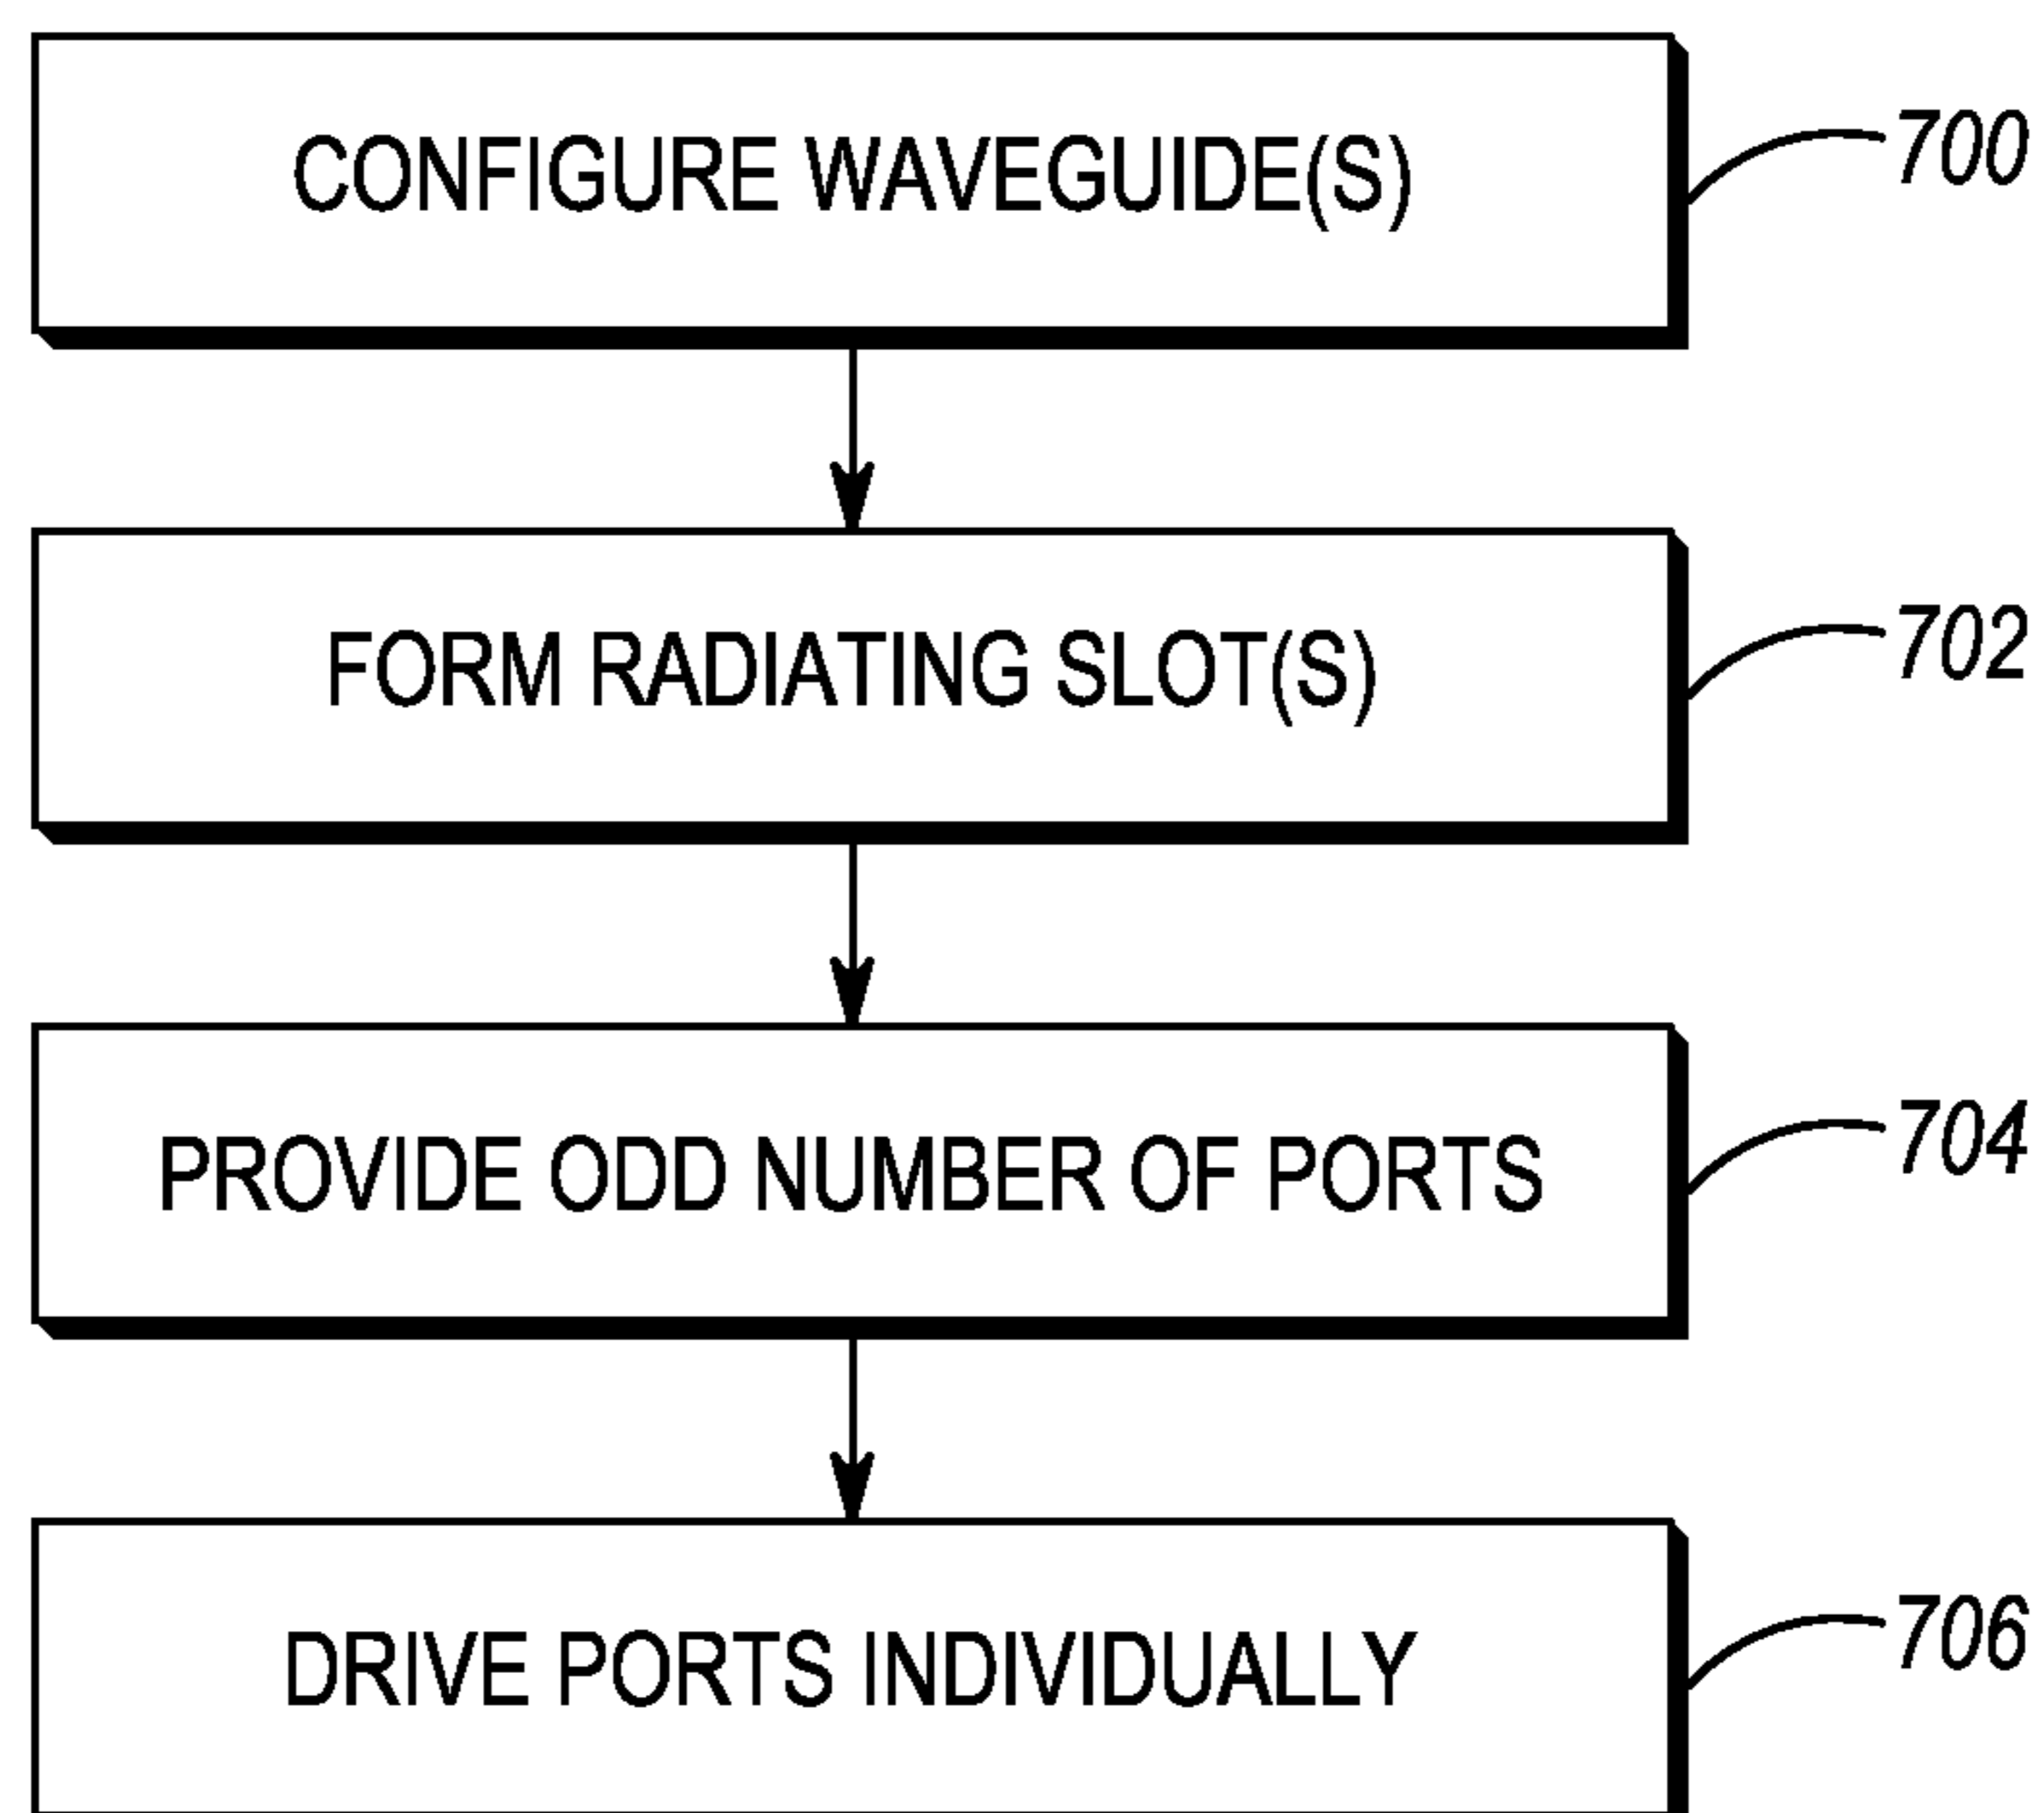 CONFIGURE WAVEGUIDE(S)
700
FORM RADIATING SLOT(S)
702
PROVIDE ODD NUMBER OF PORTS
704
DRIVE PORTS INDIVIDUALLY
706